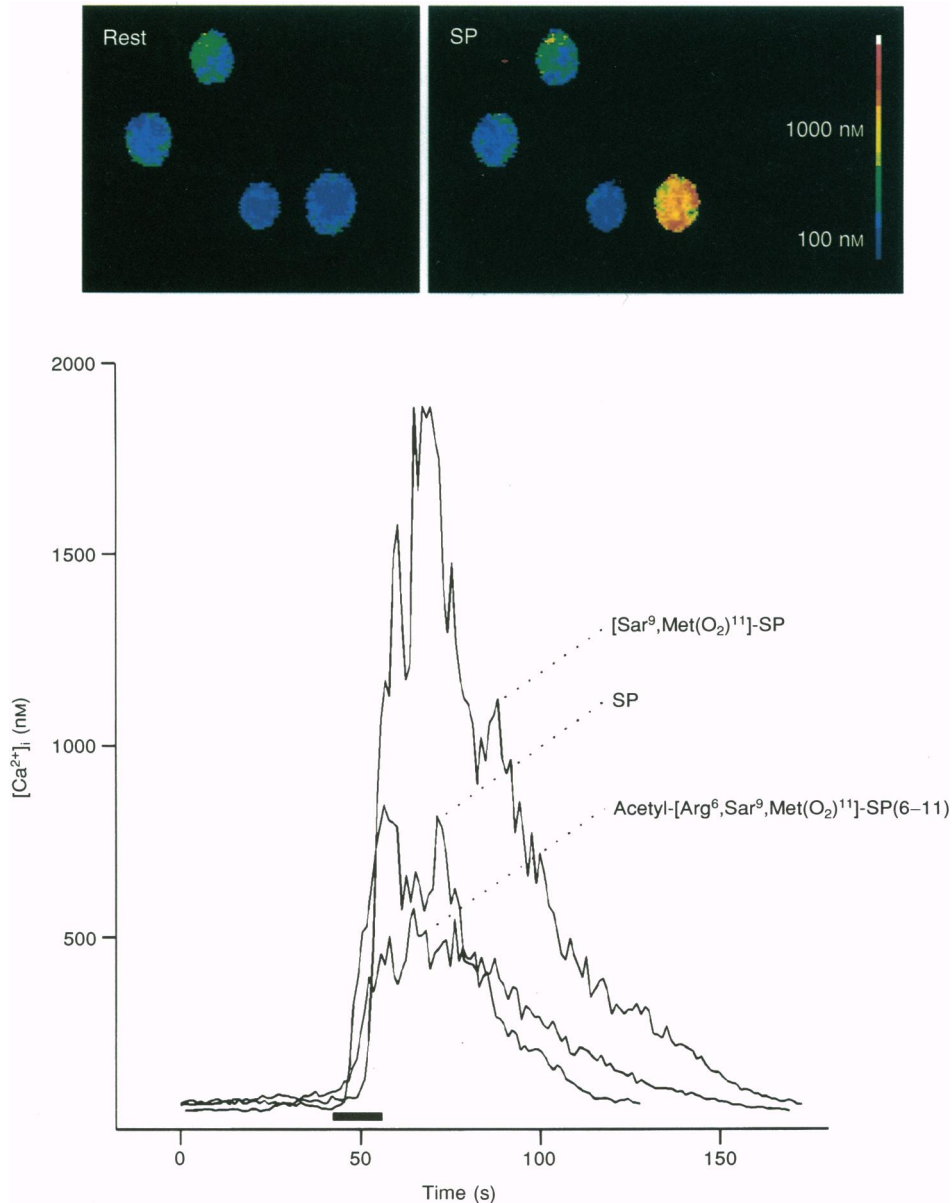 Rest
SP
1000 nM
100 nM
2000
1500
1000
500
[Ca²⁺]ᵢ (nM)
[Sar⁹,Met(O₂)¹¹]-SP
SP
Acetyl-[Arg⁶,Sar⁹,Met(O₂)¹¹]-SP(6–11)
0
50
100
150
Time (s)